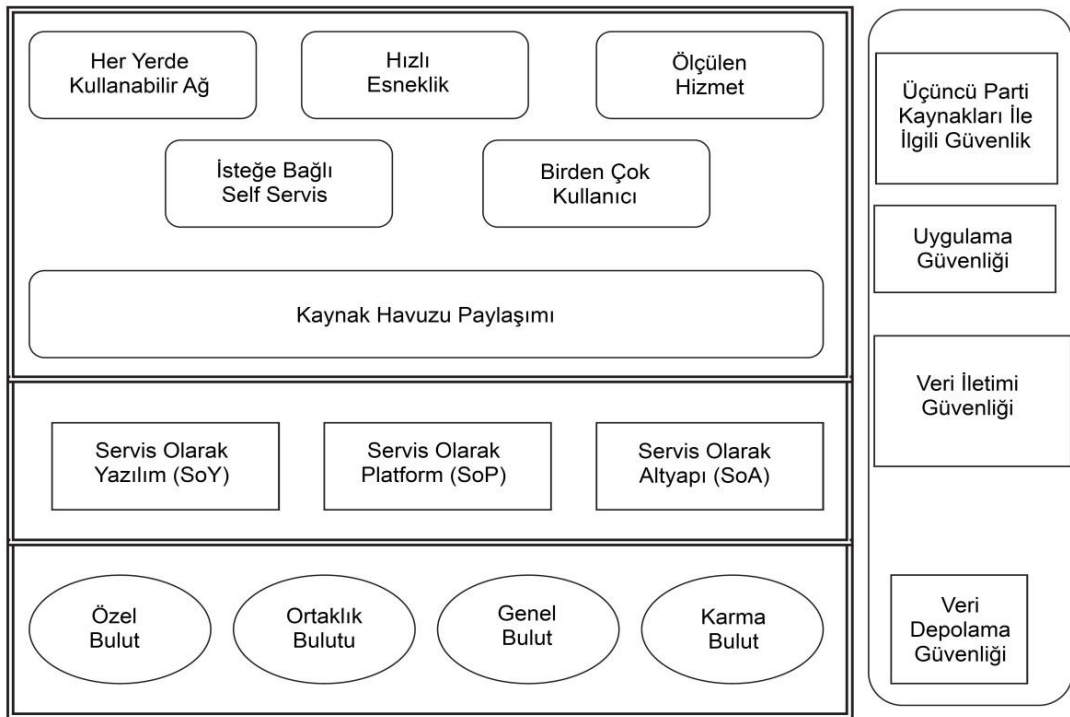 Her Yerde
Kullanabilir Ağ
Hızlı
Esneklik
Ölçülen
Hizmet
İsteğe Bağlı
Self Servis
Birden Çok
Kullanıcı
Kaynak Havuzu Paylaşımı
Servis Olarak
Yazılım (SoY)
Servis Olarak
Platform (SoP)
Servis Olarak
Altyapı (SoA)
Özel
Bulut
Ortaklık
Bulutu
Genel
Bulut
Karma
Bulut
Üçüncü Parti
Kaynakları İle
İlgili Güvenlik
Uygulama
Güvenliği
Veri İletimi
Güvenliği
Veri
Depolama
Güvenliği